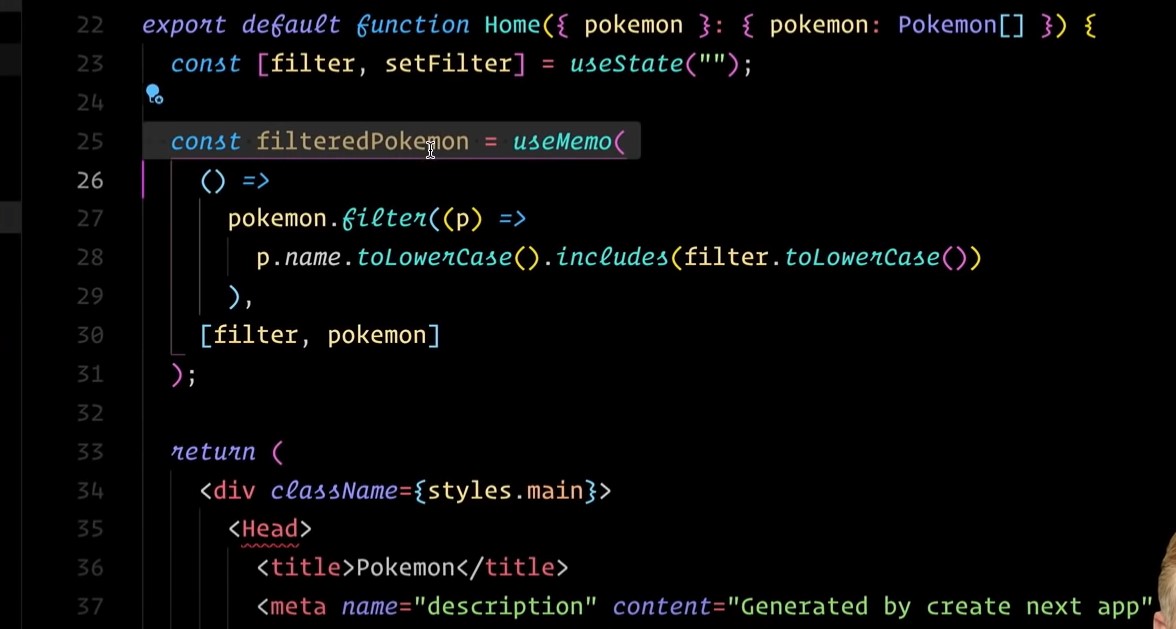 22 export default function Home({ pokemon }: { pokemon: Pokemon[] }) {
23 const [filter, setFilter] = useState("");
24
25 const filteredPokemon = useMemo(
26 () =>
27 pokemon.filter((p) =>
28 p.name.toLowerCase().includes(filter.toLowerCase())
29 ),
30 [filter, pokemon]
31 );
32
33 return (
34 <div className={styles.main}>
35 <Head>
36 <title>Pokemon</title>
37 <meta name="description" content="Generated by create next app"